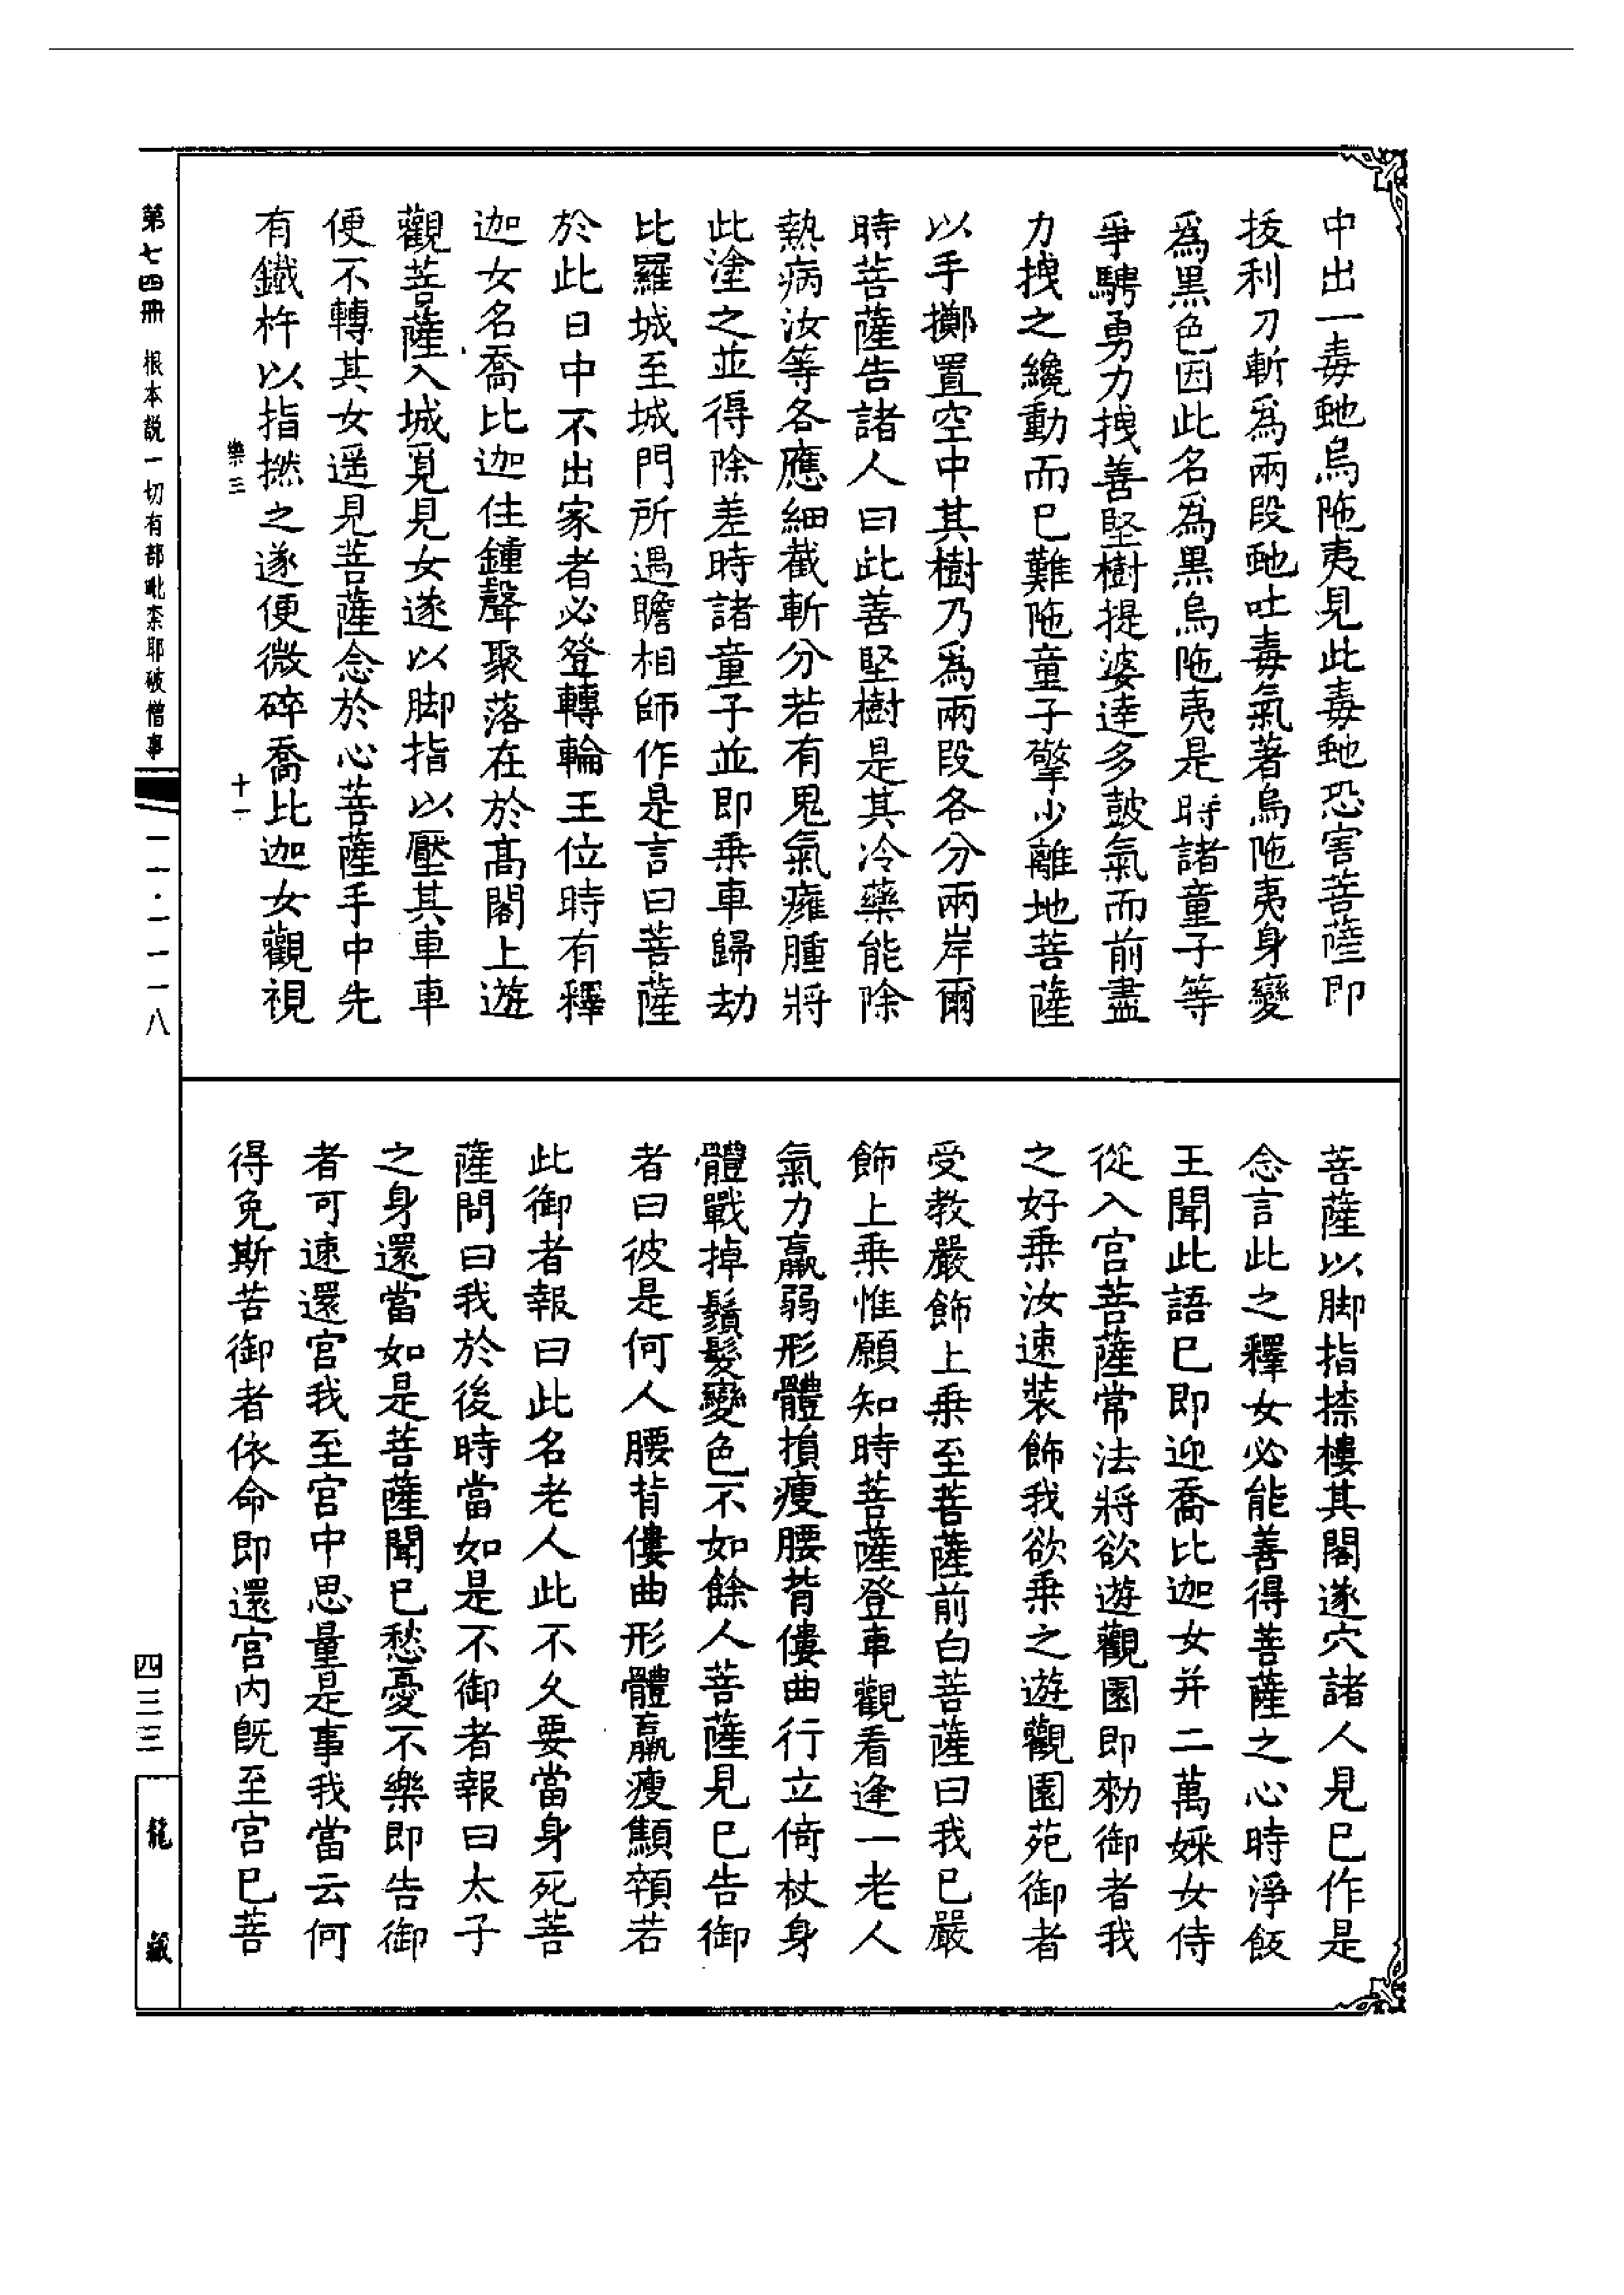 中出一毒虵烏陁夷見此毒虵恐害菩薩即
拔利刀斬爲兩段虵吐毒氣著烏陁夷身變
爲黒色因此名爲黒烏陁夷是時諸童子等
爭騁勇力拽善堅樹提婆達多鼓氣而前盡
力拽之纔動而已難陁童子擎少離地菩薩
以手擲置空中其樹乃爲兩段各分兩岸爾
時菩薩告諸人曰此善堅樹是其冷藥能除
熱病汝等各應細截斬分若有鬼氣癰腫將
此塗之並得除差時諸童子並即乗車歸劫
比羅城至城門所遇瞻相師作是言曰菩薩
於此日中不出家者必登轉輪王位時有釋
迦女名喬比迦住鍾聲聚落在於髙閣上遊
觀菩薩入城覓見女遂以脚指以壓其車車
便不轉其女遥見菩薩念於心菩薩手中先
有鐵杵以指撚之遂便微碎喬比迦女觀視
菩薩以脚指捺樓其閣遂穴諸人見已作是
念言此之釋女必能善得菩薩之心時淨飯
王聞此語已即迎喬比迦女并二萬婇女侍
從入宫菩薩常法將欲遊觀園即勑御者我
之好乗汝速裝飾我欲乗之遊觀園苑御者
受教嚴飾上乗至菩薩前白菩薩曰我已嚴
飾上乗惟願知時菩薩登車觀看逢一老人
氣力羸弱形體損瘦腰背僂曲行立倚杖身
體戰掉鬚髮變色不如餘人菩薩見已告御
者曰彼是何人腰背僂曲形體羸瘦顦顇若
此御者報曰此名老人此不久要當身死菩
薩問曰我於後時當如是不御者報曰太子
之身還當如是菩薩聞已愁憂不樂即告御
者可速還宫我至宫中思量是事我當云何
得免斯苦御者依命即還宫内旣至宫已菩
樂三
十一
第七四冊 根本説一切有部毗柰耶破僧事
一一·一一一八
四三三
龍藏